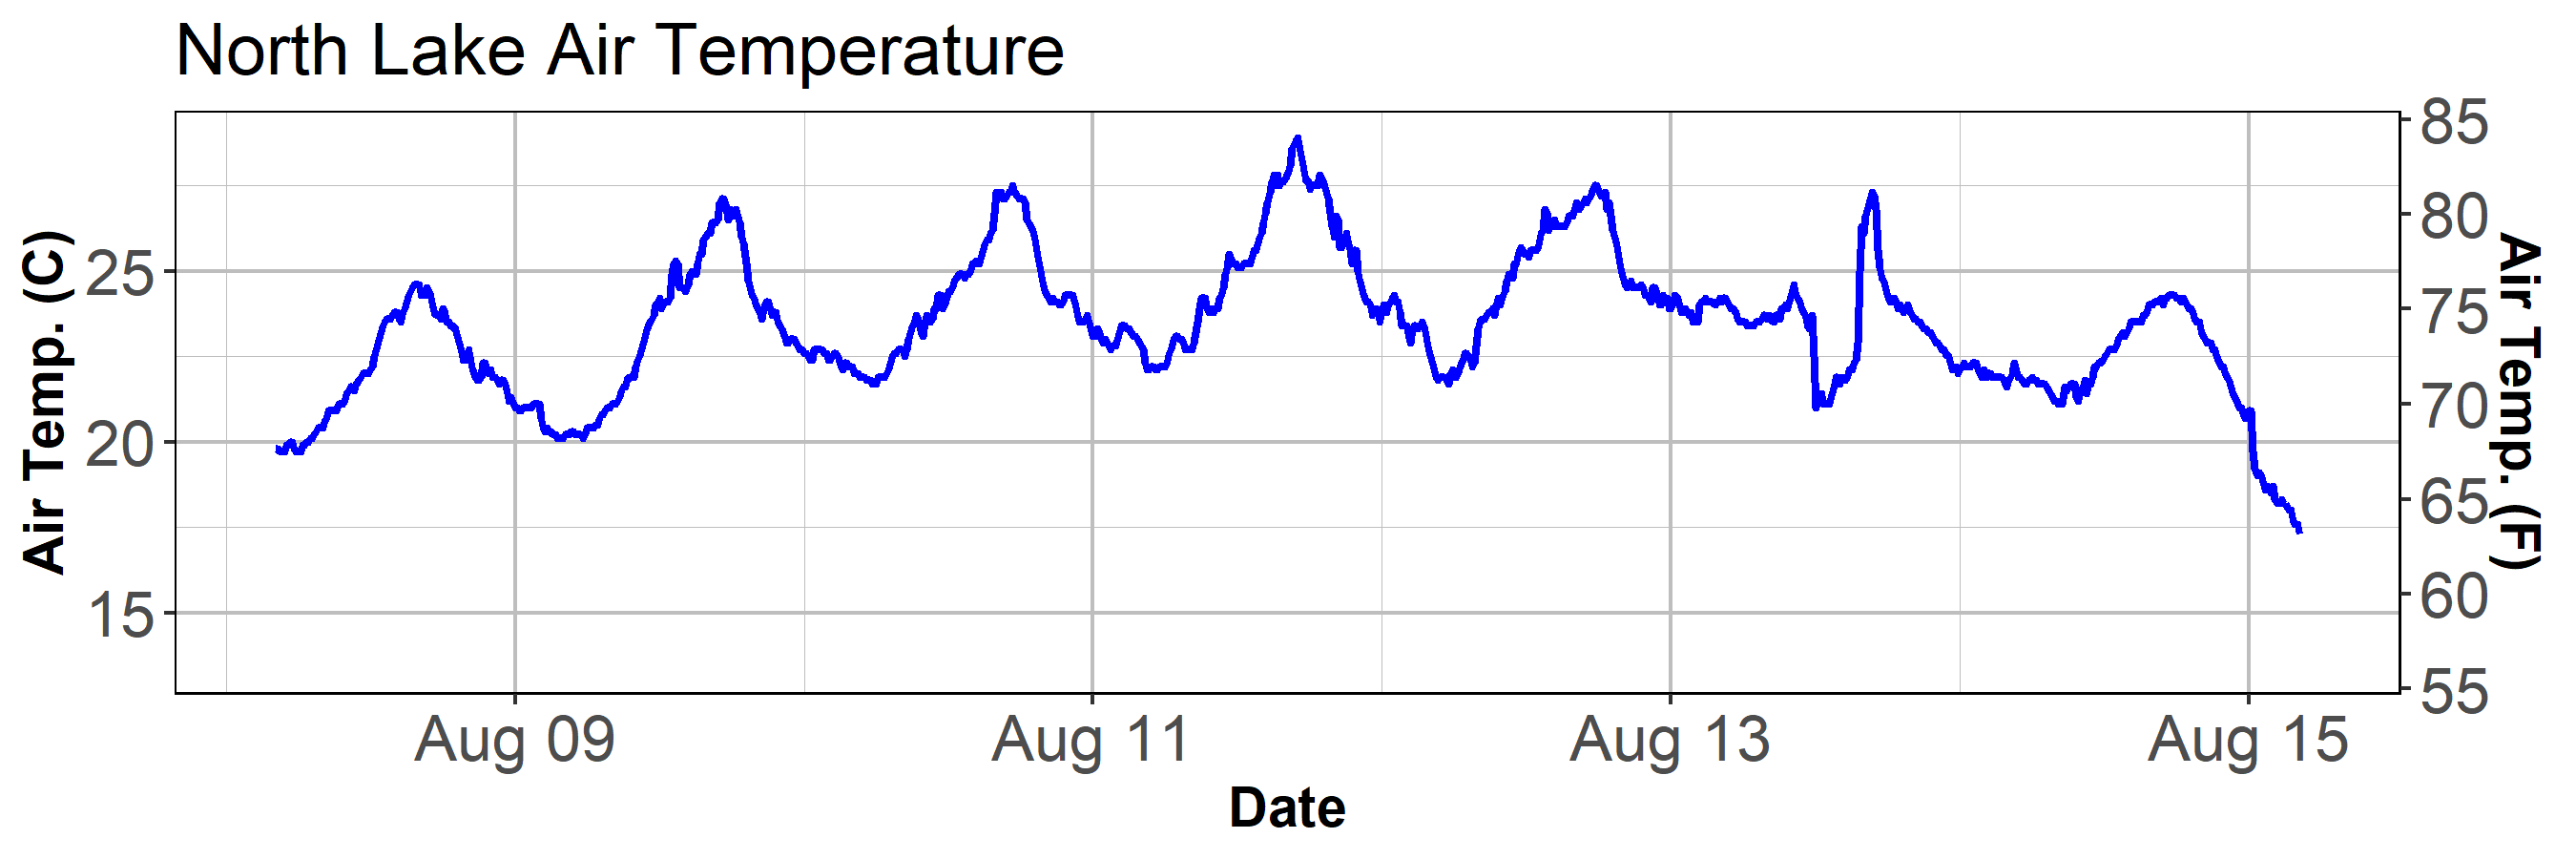 North Lake Air Temperature
Air Temp. (C)
25
20
15
85
80
75
70
65
60
55
Air Temp. (F)
Aug 09
Aug 11
Aug 13
Aug 15
Date